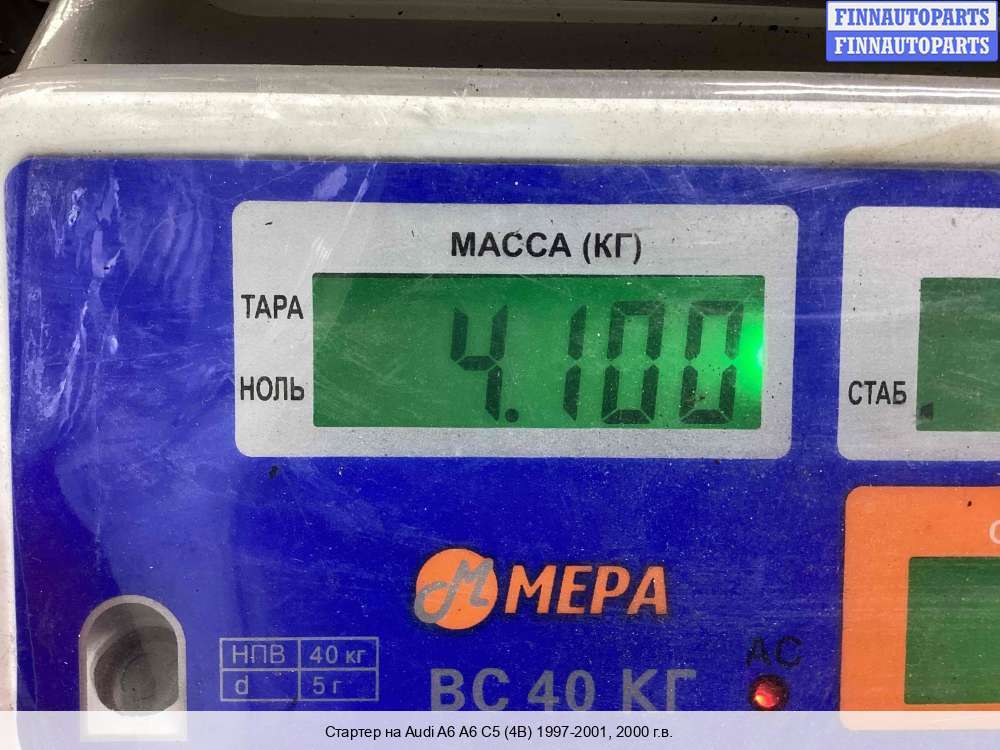 FINNAUTOPARTS
FINNAUTOPARTS
МАССА (КГ)
ТАРА
4.100
НОЛЬ
СТАБ
МЕРА
НПВ 40 кг
d 5 г
ВС 40 КГ
АС
Стартер на Audi A6 A6 C5 (4B) 1997-2001, 2000 г.в.